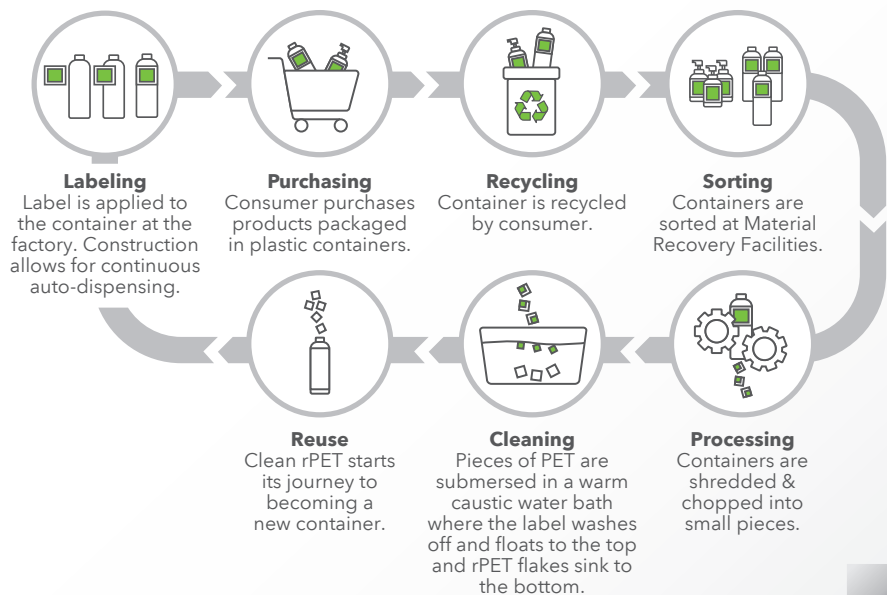 Labeling
Label is applied to
the container at the
factory. Construction
allows for continuous
auto-dispensing.
Purchasing
Consumer purchases
products packaged
in plastic containers.
Recycling
Container is recycled
by consumer.
Sorting
Containers are
sorted at Material
Recovery Facilities.
Reuse
Clean rPET starts
its journey to
becoming a
new container.
Cleaning
Pieces of PET are
submersed in a warm
caustic water bath
where the label washes
off and floats to the top
and rPET flakes sink to
the bottom.
Processing
Containers are
shredded &
chopped into
small pieces.